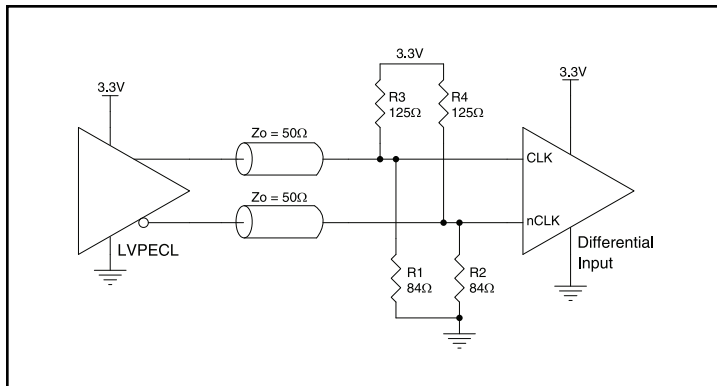 3.3V
3.3V
3.3V
R3
125Ω
R4
125Ω
Zo = 50Ω
CLK
Zo = 50Ω
nCLK
LVPECL
Differential
Input
R1
84Ω
R2
84Ω